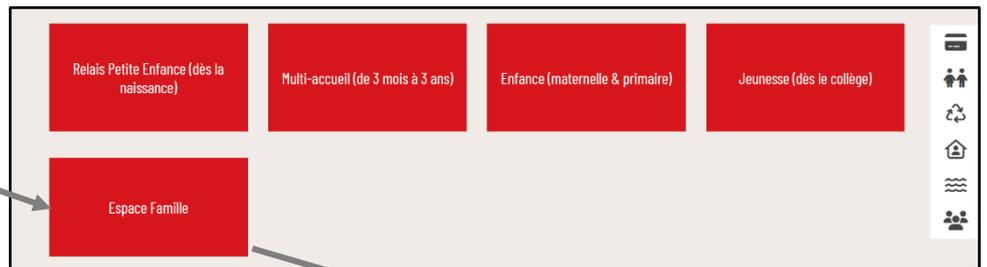 Relais Petite Enfance (dès la
naissance)
Multi-accueil (de 3 mois à 3 ans)
Enfance (maternelle & primaire)
Jeunesse (dès le collège)
Espace Famille